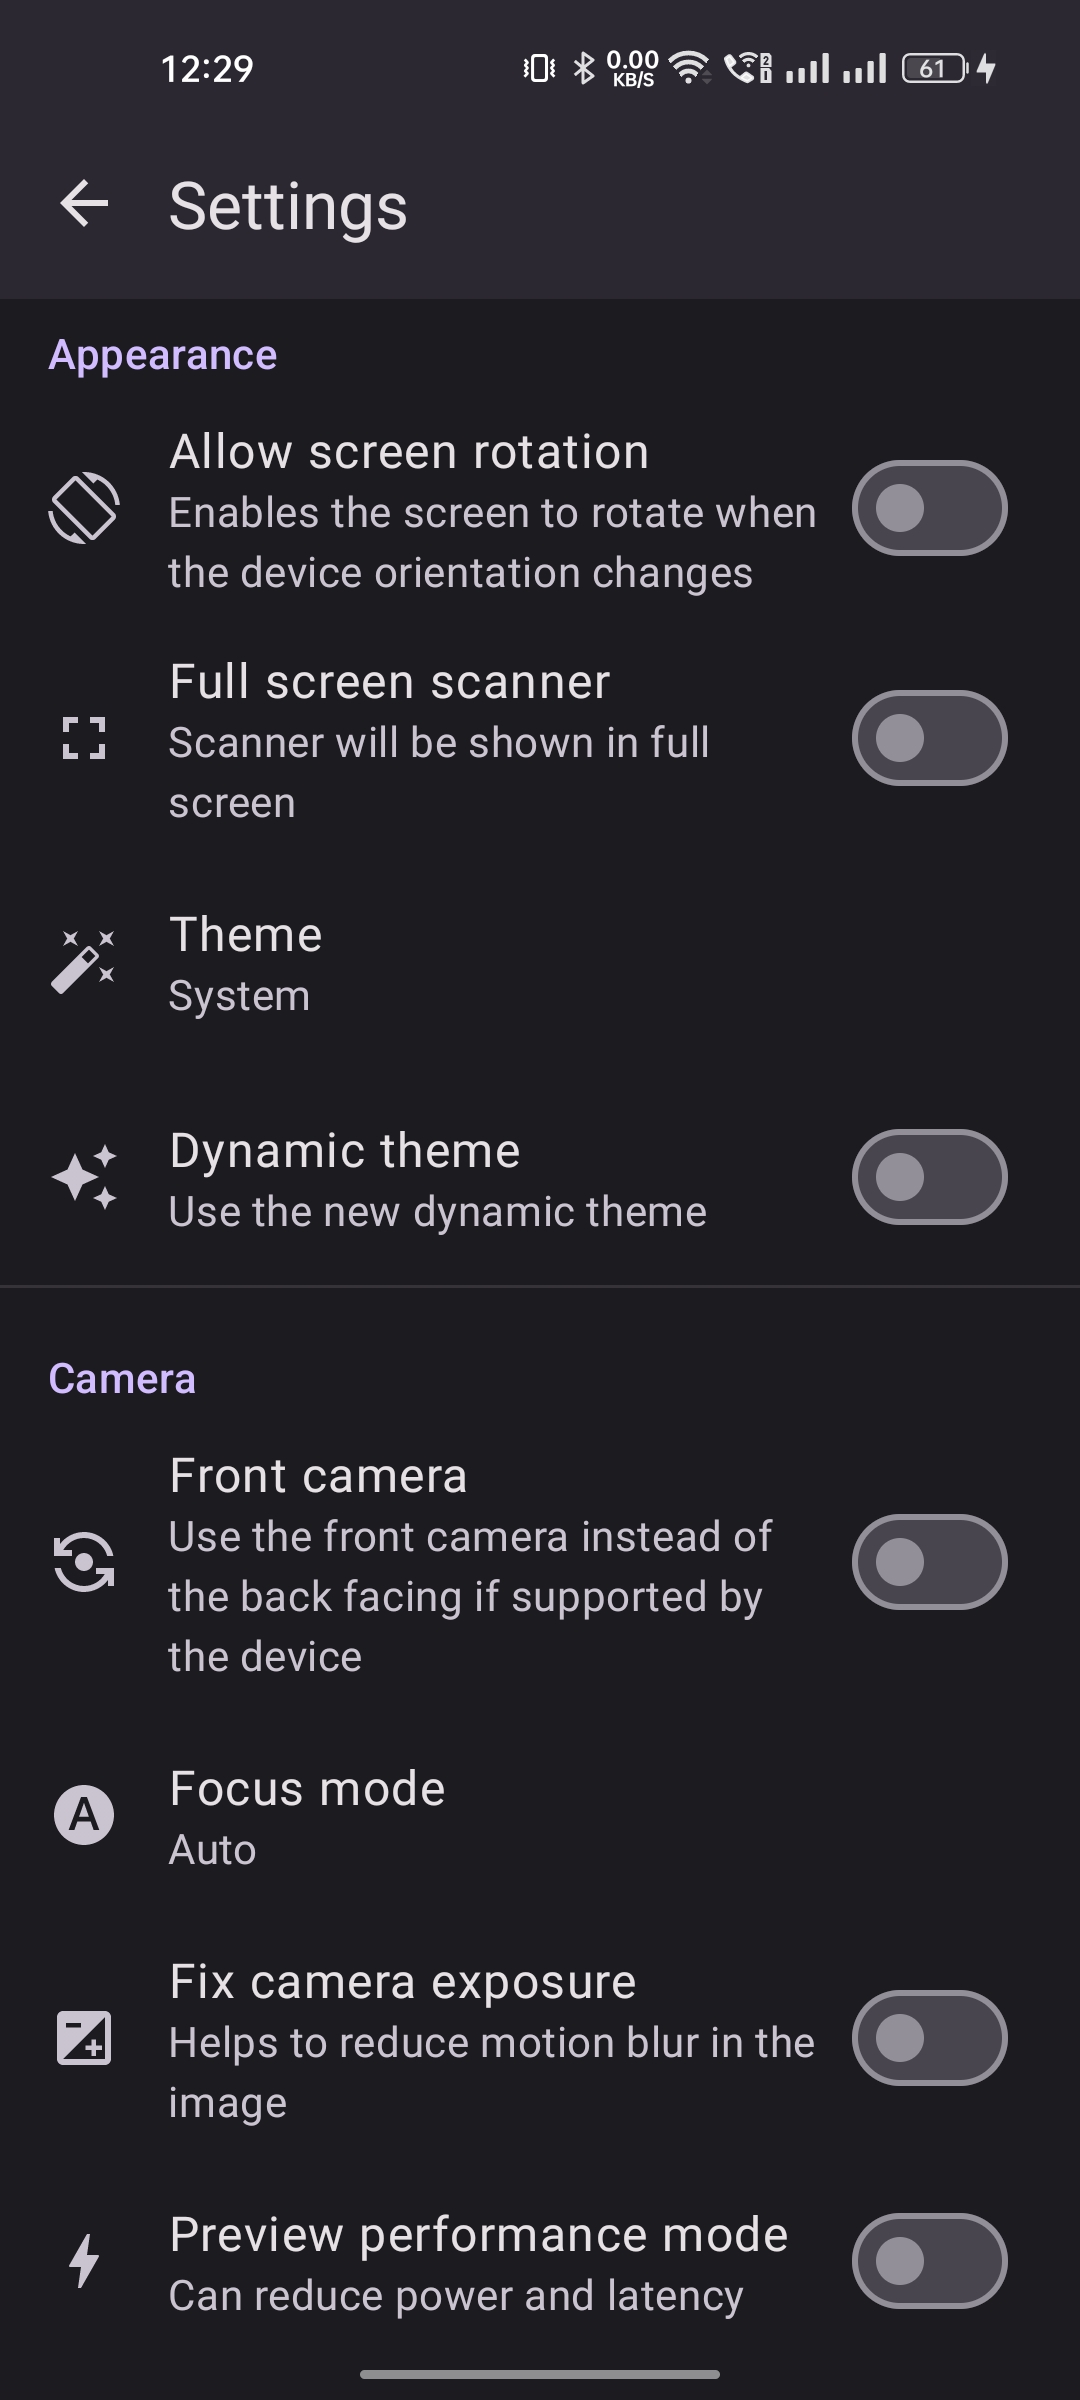 12:29
0.00
KB/S
2
1
61
Settings
Appearance
Allow screen rotation
Enables the screen to rotate when
the device orientation changes
Full screen scanner
Scanner will be shown in full
screen
Theme
System
Dynamic theme
Use the new dynamic theme
Camera
Front camera
Use the front camera instead of
the back facing if supported by
the device
A
Focus mode
Auto
Fix camera exposure
Helps to reduce motion blur in the
image
Preview performance mode
Can reduce power and latency